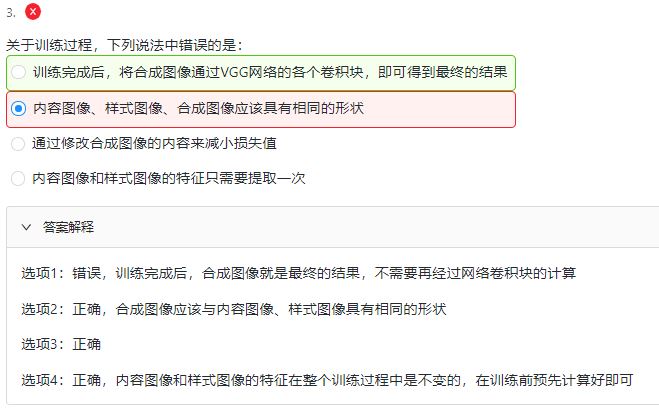 3.
关于训练过程，下列说法中错误的是：
训练完成后，将合成图像通过VGG网络的各个卷积块，即可得到最终的结果
内容图像、样式图像、合成图像应该具有相同的形状
通过修改合成图像的内容来减小损失值
内容图像和样式图像的特征只需要提取一次
答案解释
选项1：错误，训练完成后，合成图像就是最终的结果，不需要再经过网络卷积块的计算
选项2：正确，合成图像应该与内容图像、样式图像具有相同的形状
选项3：正确
选项4：正确，内容图像和样式图像的特征在整个训练过程中是不变的，在训练前预先计算好即可